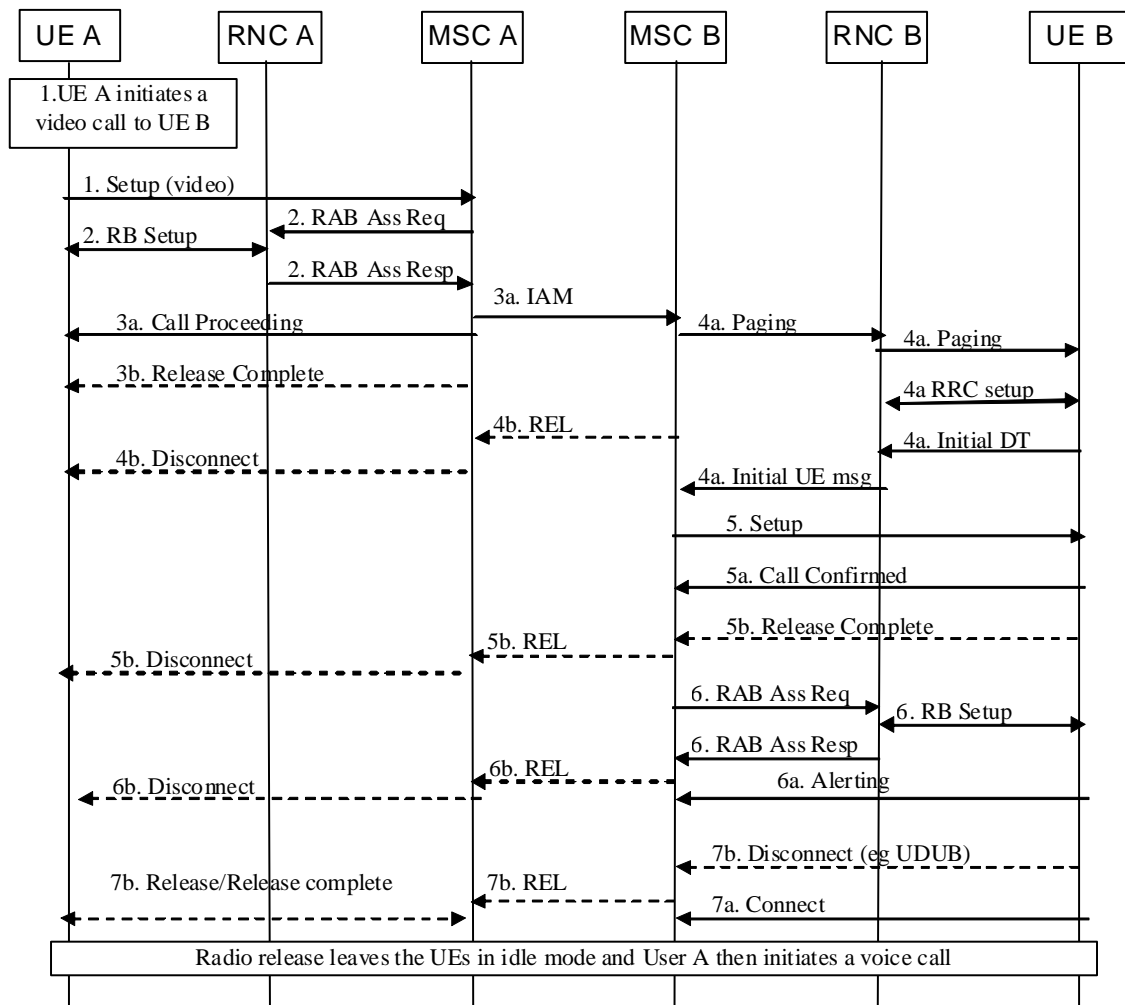 UE A
RNC A
MSC A
MSC B
RNC B
UE B
1.UE A initiates a
video call to UE B
1. Setup (video)
2. RAB Ass Req
2. RB Setup
2. RAB Ass Resp
3a. IAM
3a. Call Proceeding
4a. Paging
4a. Paging
3b. Release Complete
4a RRC setup
4b. REL
4a. Initial DT
4b. Disconnect
4a. Initial UE msg
5. Setup
5a. Call Confirmed
5b. Release Complete
5b. REL
5b. Disconnect
6. RAB Ass Req
6. RB Setup
6. RAB Ass Resp
6b. REL
6b. Disconnect
6a. Alerting
7b. Disconnect (eg UDUB)
7b. Release/Release complete
7b. REL
7a. Connect
Radio release leaves the UEs in idle mode and User A then initiates a voice call